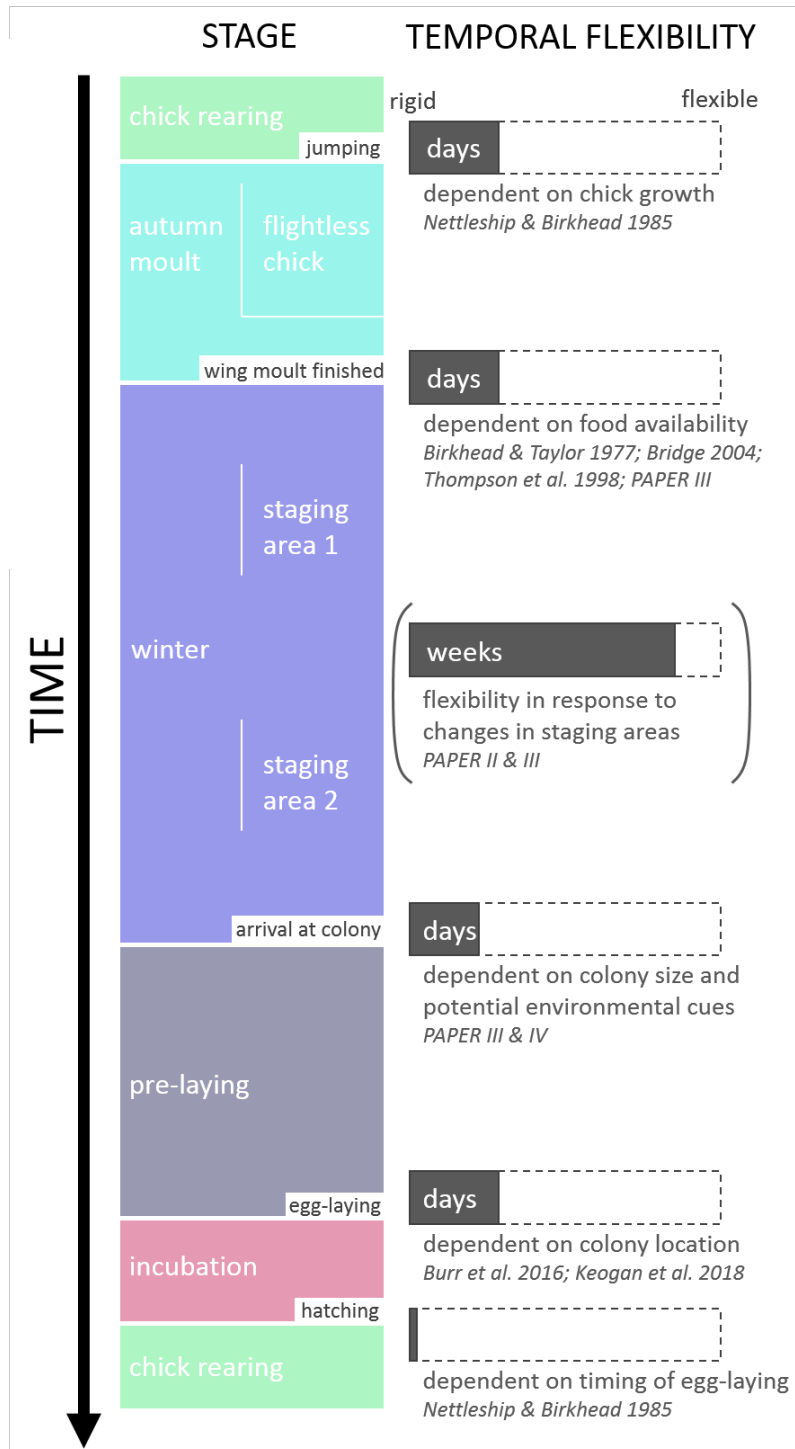 STAGE
TEMPORAL FLEXIBILITY
TIME
rigid
flexible
chick rearing
jumping
days
dependent on chick growth
Nettleship & Birkhead 1985
autumn
moult
flightless
chick
wing moult finished
days
dependent on food availability
Birkhead & Taylor 1977; Bridge 2004;
Thompson et al. 1998; PAPER III
staging
area 1
winter
weeks
flexibility in response to
changes in staging areas
PAPER II & III
staging
area 2
arrival at colony
days
dependent on colony size and
potential environmental cues
PAPER III & IV
pre-laying
egg-laying
days
dependent on colony location
Burr et al. 2016; Keogan et al. 2018
incubation
hatching
chick rearing
dependent on timing of egg-laying
Nettleship & Birkhead 1985